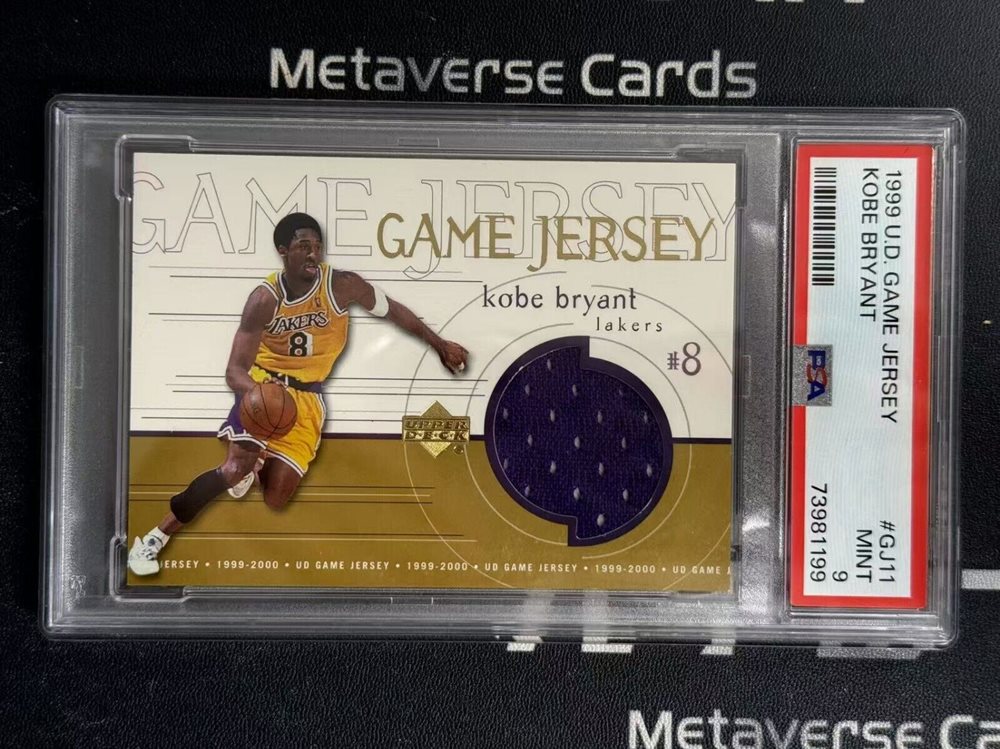 Metaverse Cards
GAME JERSEY
GAME JERSEY
kobe bryant
lakers
#8
LAKERS
8
UPPER
DECK
JERSEY • 1999-2000 • UD GAME JERSEY • 1999-2000 • UD GAME JERSEY • 1999-2000 • UD GAME J
1999 U.D. GAME JERSEY #GJ11
KOBE BRYANT MINT
9
PSA
73981199
Metaverse Ca